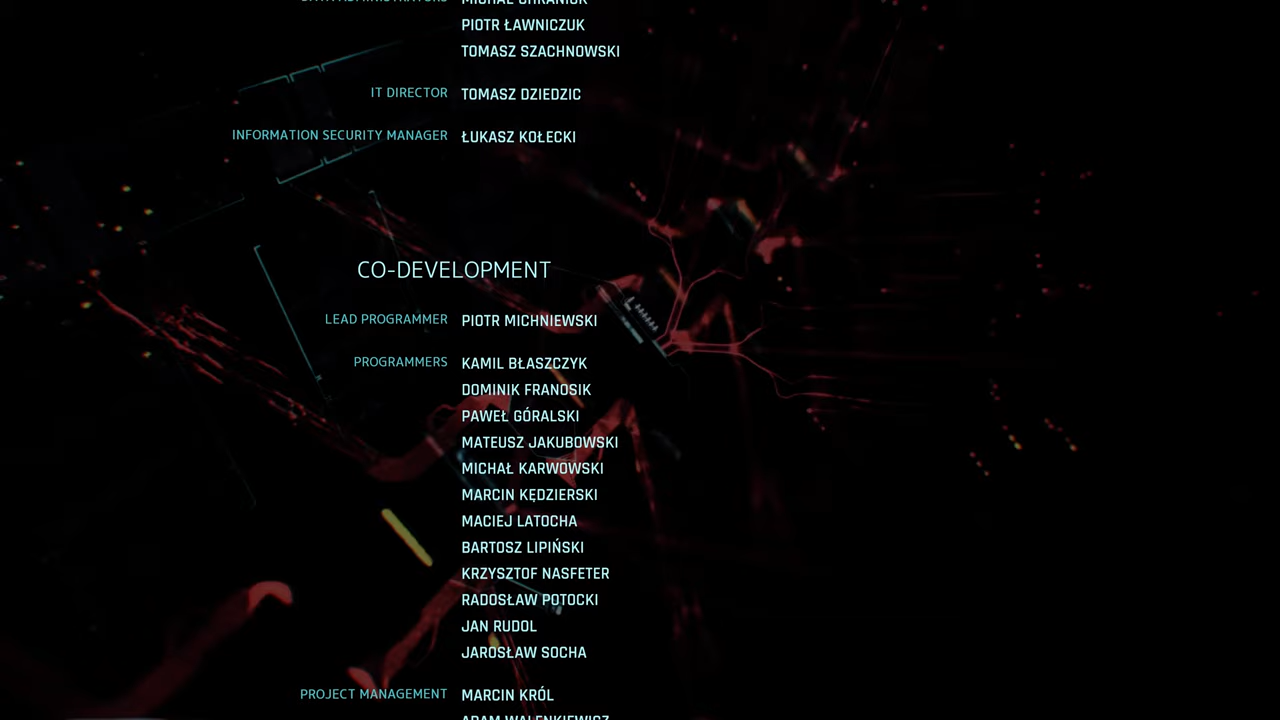 PIOTR ŁAWNICZUK
TOMASZ SZACHNOWSKI
IT DIRECTOR TOMASZ DZIEDZIC
INFORMATION SECURITY MANAGER ŁUKASZ KOŁECKI
CO-DEVELOPMENT
LEAD PROGRAMMER PIOTR MICHNIEWSKI
PROGRAMMERS KAMIL BŁASZCZYK
DOMINIK FRANOSIK
PAWEŁ GÓRALSKI
MATEUSZ JAKUBOWSKI
MICHAŁ KARWOWSKI
MARCIN KĘDZIERSKI
MACIEJ LATOCHA
BARTOSZ LIPIŃSKI
KRZYSZTOF NASFETER
RADOSŁAW POTOCKI
JAN RUDOL
JAROSŁAW SOCHA
PROJECT MANAGEMENT MARCIN KRÓL